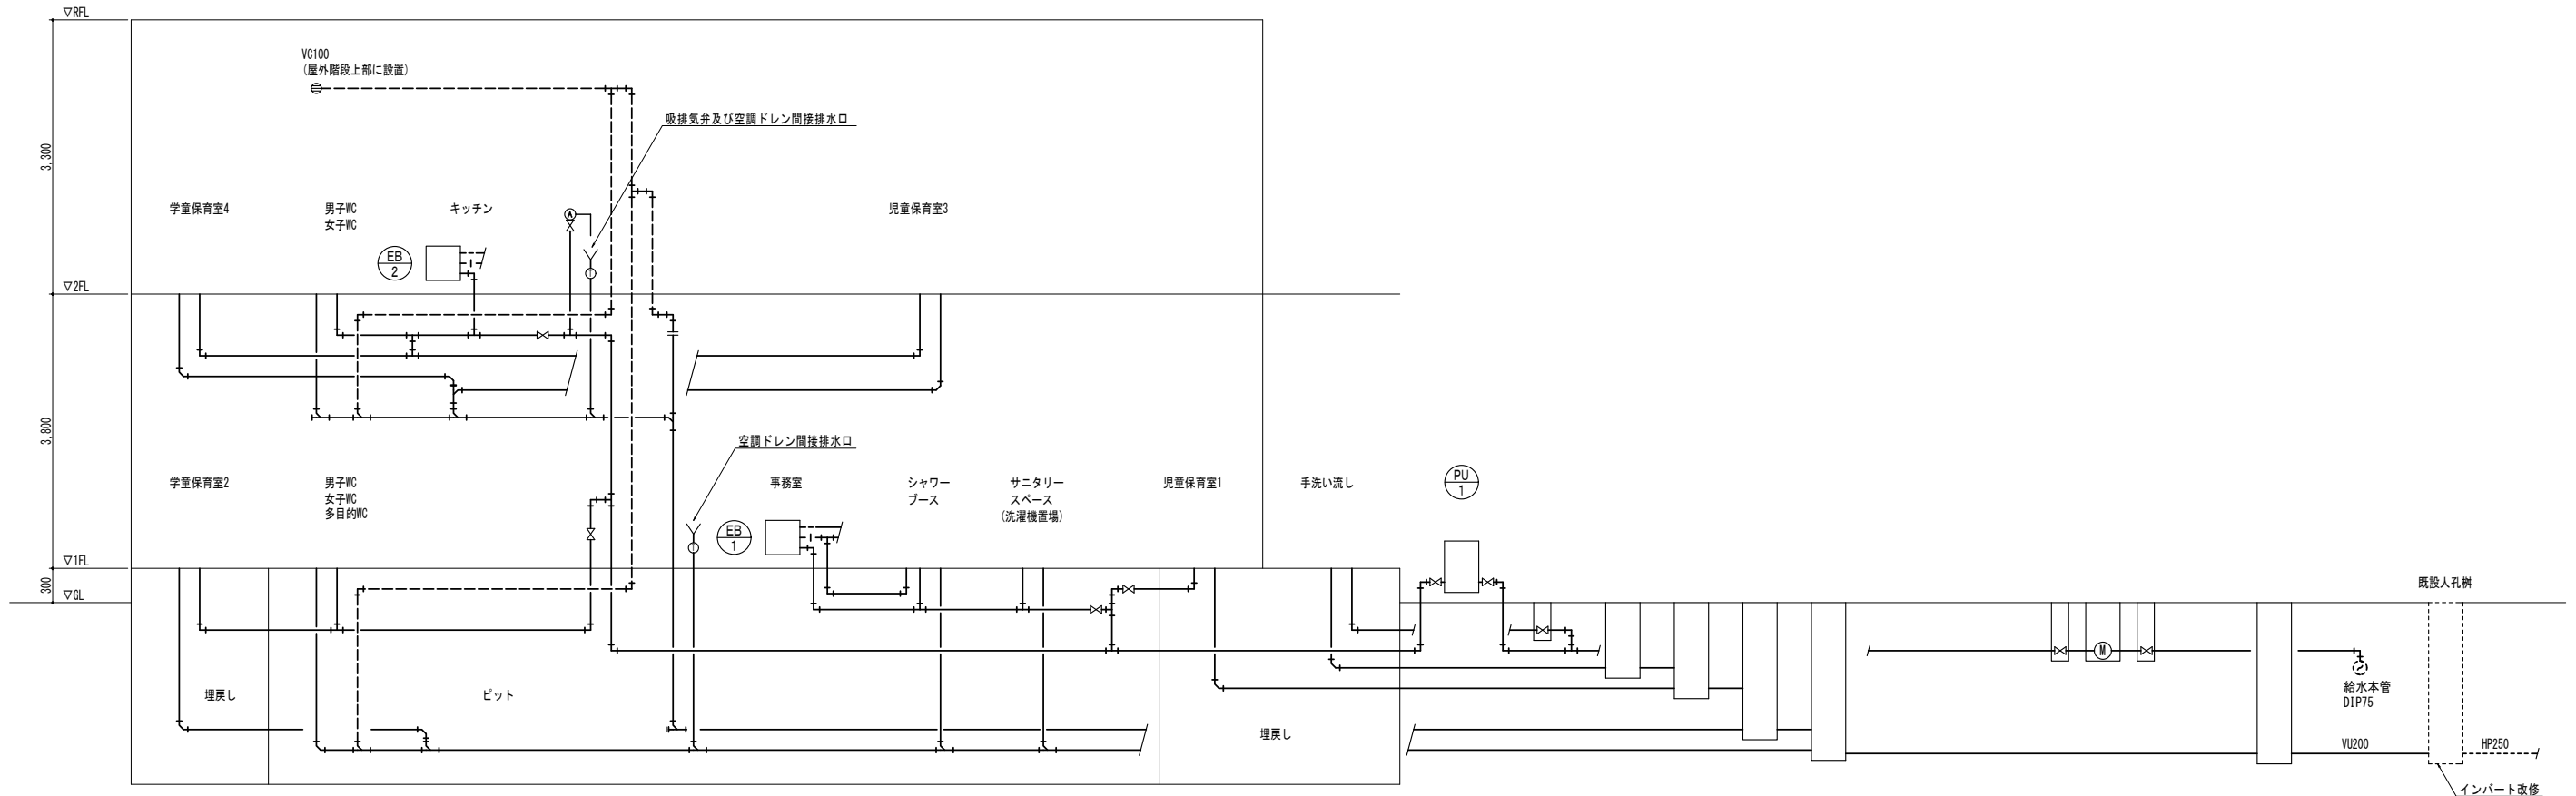 ▽RFL
VC100
(屋外階段上部に設置)
吸排気弁及び空調ドレン間接排水口
3,300
学童保育室4
男子WC
女子WC
キッチン
A
児童保育室3
EB
2
▽2FL
3,800
空調ドレン間接排水口
学童保育室2
男子WC
女子WC
多目的WC
事務室
シャワー
ブース
サニタリー
スペース
(洗濯機置場)
児童保育室1
手洗い流し
PU
1
EB
1
▽1FL
300
▽GL
既設人孔桝
M
給水本管
DIP75
埋戻し
ピット
埋戻し
VU200
HP250
インバート改修